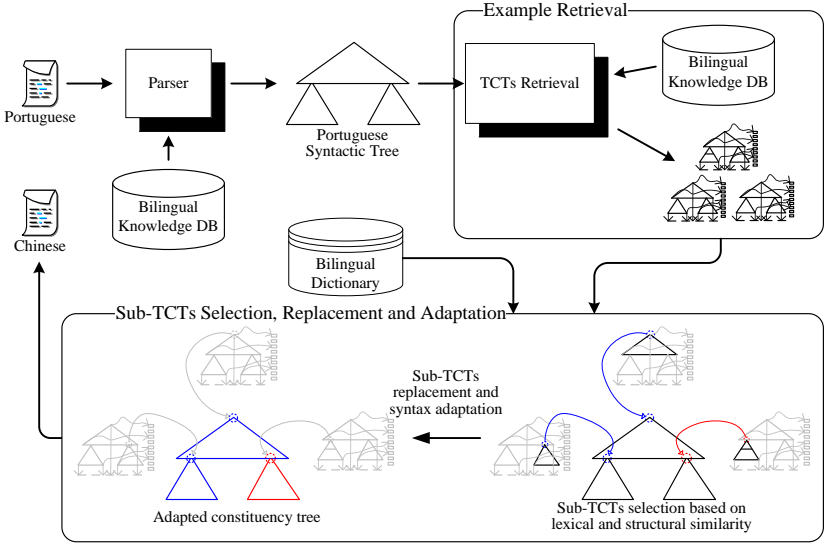 Example Retrieval
Portuguese
Parser
Portuguese
Syntactic Tree
TCTs Retrieval
Bilingual
Knowledge DB
Bilingual
Knowledge DB
Chinese
Bilingual
Dictionary
Sub-TCTs Selection, Replacement and Adaptation
Sub-TCTs
replacement and
syntax adaptation
Adapted constituency tree
Sub-TCTs selection based on
lexical and structural similarity